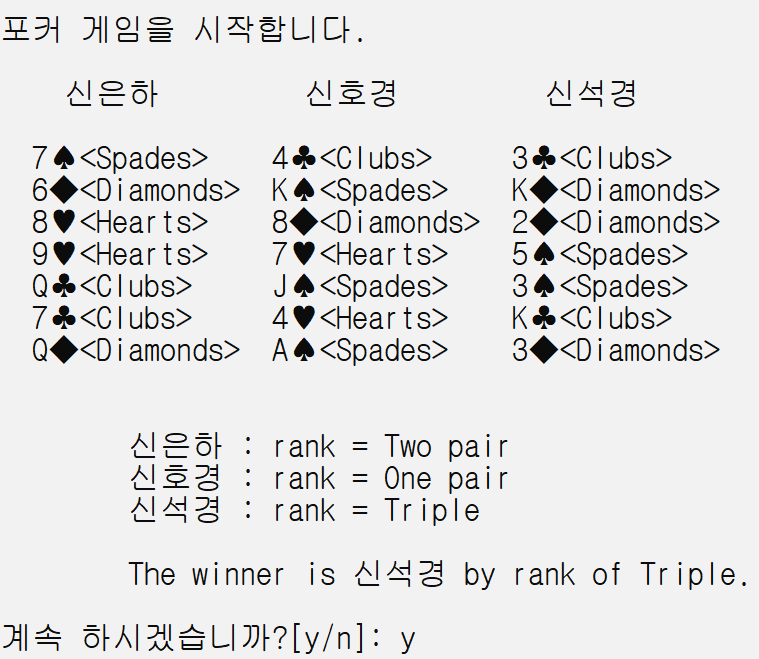 포커 게임을 시작합니다.
신은하 신호경 신석경
7♠<Spades> 4♣<Clubs> 3♣<Clubs>
6◆<Diamonds> K♠<Spades> K◆<Diamonds>
8♥<Hearts> 8◆<Diamonds> 2◆<Diamonds>
9♥<Hearts> 7♥<Hearts> 5♠<Spades>
Q♣<Clubs> J♠<Spades> 3♠<Spades>
7♣<Clubs> 4♥<Hearts> K♣<Clubs>
Q◆<Diamonds> A♠<Spades> 3◆<Diamonds>
신은하 : rank = Two pair
신호경 : rank = One pair
신석경 : rank = Triple
The winner is 신석경 by rank of Triple.
계속 하시겠습니까?[y/n]: y